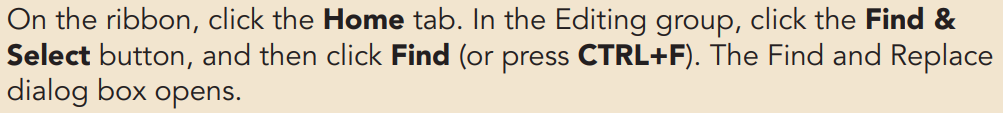 On the ribbon, click the Home tab. In the Editing group, click the Find &
Select button, and then click Find (or press CTRL+F). The Find and Replace
dialog box opens.